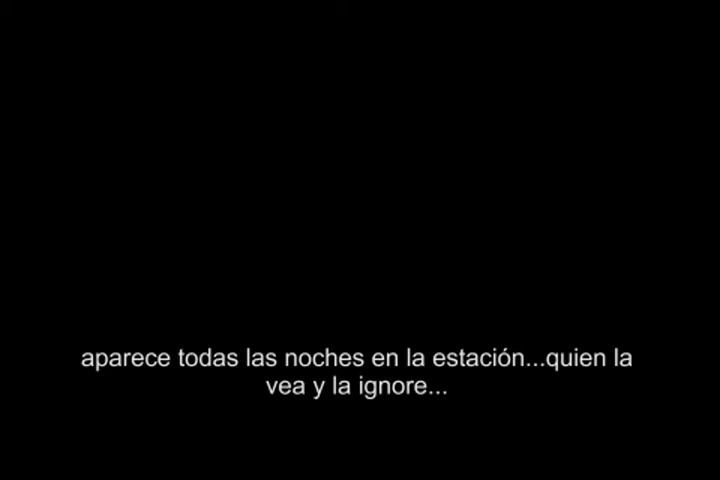 aparece todas las noches en la estación...quien la
vea y la ignore...